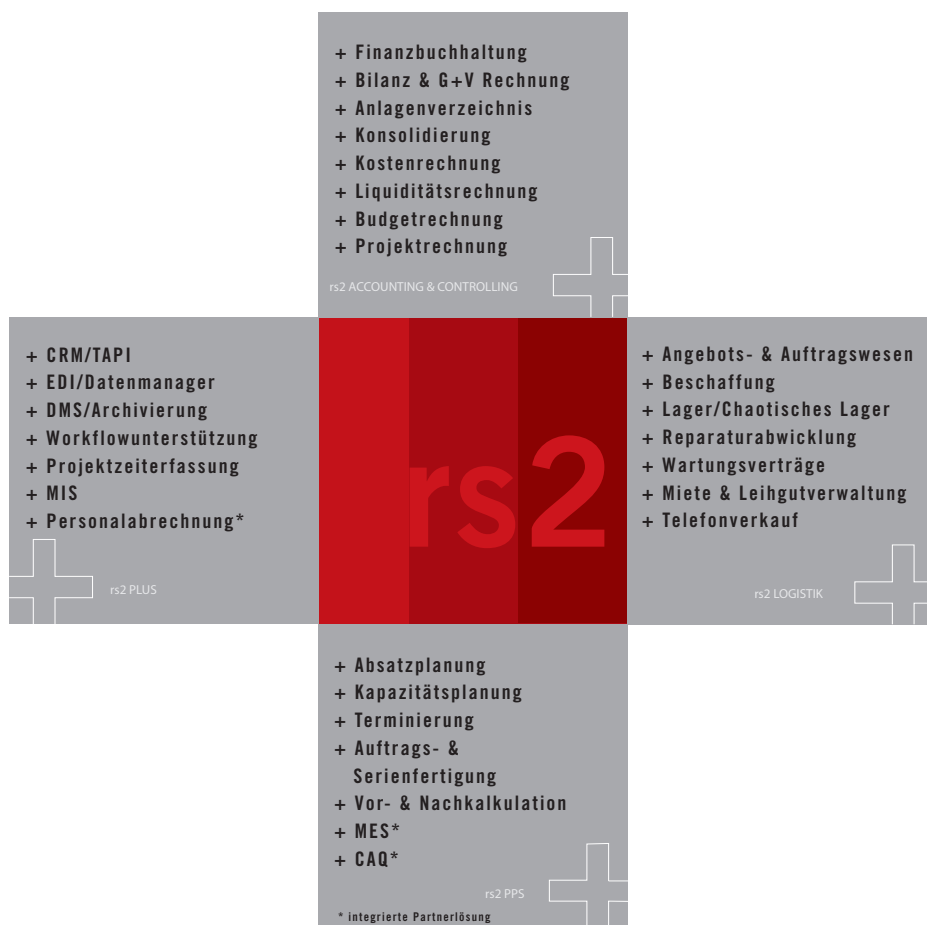 + Finanzbuchhaltung
+ Bilanz & G+V Rechnung
+ Anlagenverzeichnis
+ Konsolidierung
+ Kostenrechnung
+ Liquiditätsrechnung
+ Budgetrechnung
+ Projektrechnung
rs2 ACCOUNTING & CONTROLLING
+ CRM/TAPI
+ EDI/Datenmanager
+ DMS/Archivierung
+ Workflowunterstützung
+ Projektzeiterfassung
+ MIS
+ Personalabrechnung*
rs2 PLUS
rs2
+ Angebots- & Auftragswesen
+ Beschaffung
+ Lager/Chaotisches Lager
+ Reparaturabwicklung
+ Wartungsverträge
+ Miete & Leihgutverwaltung
+ Telefonverkauf
rs2 LOGISTIK
+ Absatzplanung
+ Kapazitätsplanung
+ Terminierung
+ Auftrags- &
Serienfertigung
+ Vor- & Nachkalkulation
+ MES*
+ CAQ*
rs2 PPS
* integrierte Partnerlösung